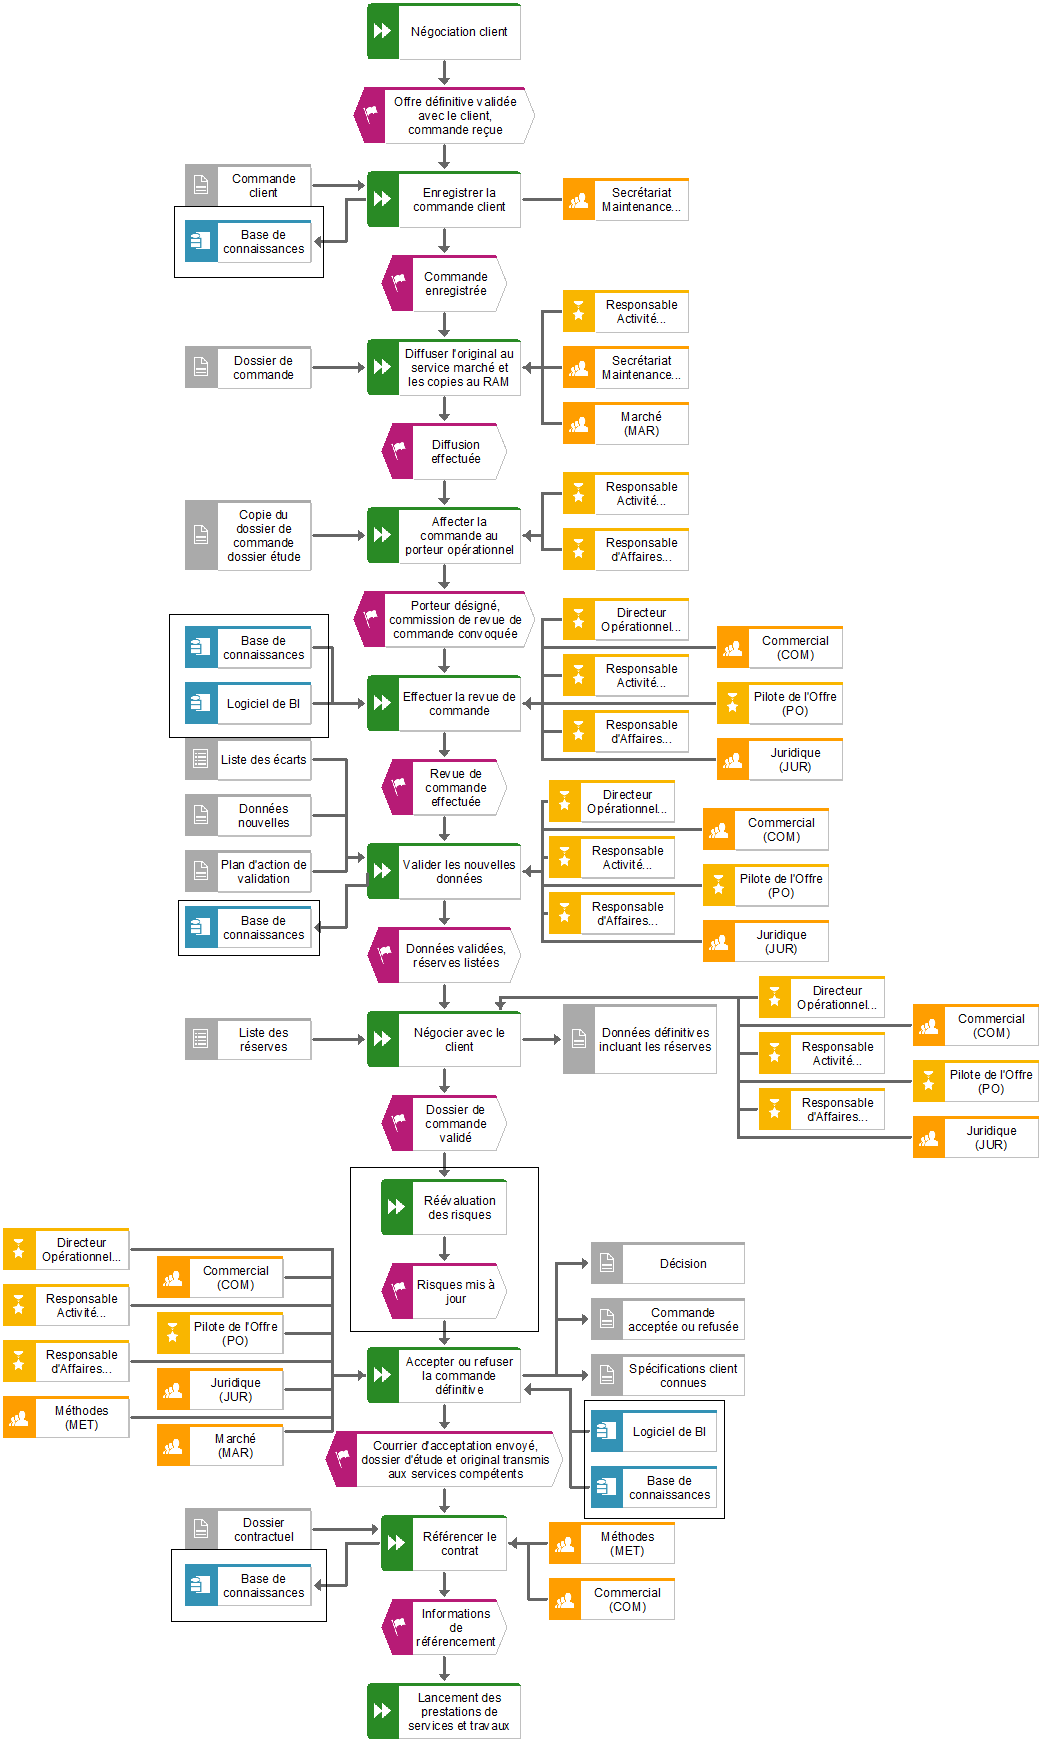 Négociation client
Offre définitive validée
avec le client,
commande reçue
Commande
client
Enregistrer la
commande client
Secrétariat
Maintenance...
Base de
connaissances
Commande
enregistrée
Responsable
Activité...
Dossier de
commande
Diffuser l'original au
service marché et
les copies au RAM
Secrétariat
Maintenance...
Marché
(MAR)
Diffusion
effectuée
Responsable
Activité...
Copie du
dossier de
commande
dossier étude
Affecter la
commande au
porteur opérationnel
Responsable
d'Affaires...
Porteur désigné,
commission de revue de
commande convoquée
Directeur
Opérationnel...
Base de
connaissances
Commercial
(COM)
Responsable
Activité...
Logiciel de BI
Effectuer la revue de
commande
Pilote de l'Offre
(PO)
Responsable
d'Affaires...
Liste des écarts
Revue de
commande
effectuée
Juridique
(JUR)
Directeur
Opérationnel...
Données
nouvelles
Commercial
(COM)
Responsable
Activité...
Plan d'action de
validation
Valider les nouvelles
données
Pilote de l'Offre
(PO)
Responsable
d'Affaires...
Base de
connaissances
Juridique
(JUR)
Données validées,
réserves listées
Directeur
Opérationnel...
Commercial
(COM)
Liste des
réserves
Négocier avec le
client
Données définitives
incluant les réserves
Responsable
Activité...
Pilote de l'Offre
(PO)
Responsable
d'Affaires...
Juridique
(JUR)
Dossier de
commande
validé
Réévaluation
des risques
Directeur
Opérationnel...
Commercial
(COM)
Décision
Responsable
Activité...
Risques mis à
jour
Pilote de l'Offre
(PO)
Commande
acceptée ou refusée
Responsable
d'Affaires...
Juridique
(JUR)
Accepter ou refuser
la commande
définitive
Spécifications client
connues
Méthodes
(MET)
Marché
(MAR)
Logiciel de BI
Courrier d'acceptation envoyé,
dossier d'étude et original transmis
aux services compétents
Base de
connaissances
Dossier
contractuel
Référencer le
contrat
Méthodes
(MET)
Base de
connaissances
Commercial
(COM)
Informations
de
référencement
Lancement des
prestations de
services et travaux